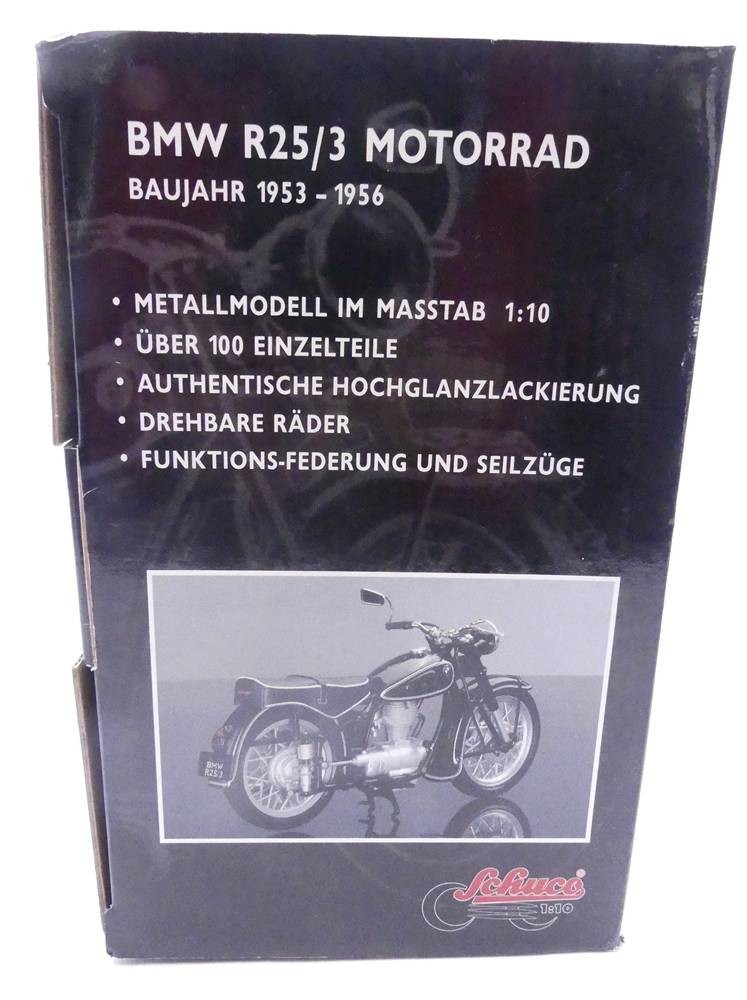 BMW R25/3 MOTORRAD
BAUJAHR 1953 - 1956
• METALLMODELL IM MASSTAB 1:10
• ÜBER 100 EINZELTEILE
• AUTHENTISCHE HOCHGLANZLACKIERUNG
• DREHBARE RÄDER
• FUNKTIONS-FEDERUNG UND SEILZÜGE
BMW
R25/3
Schuco®
1:10